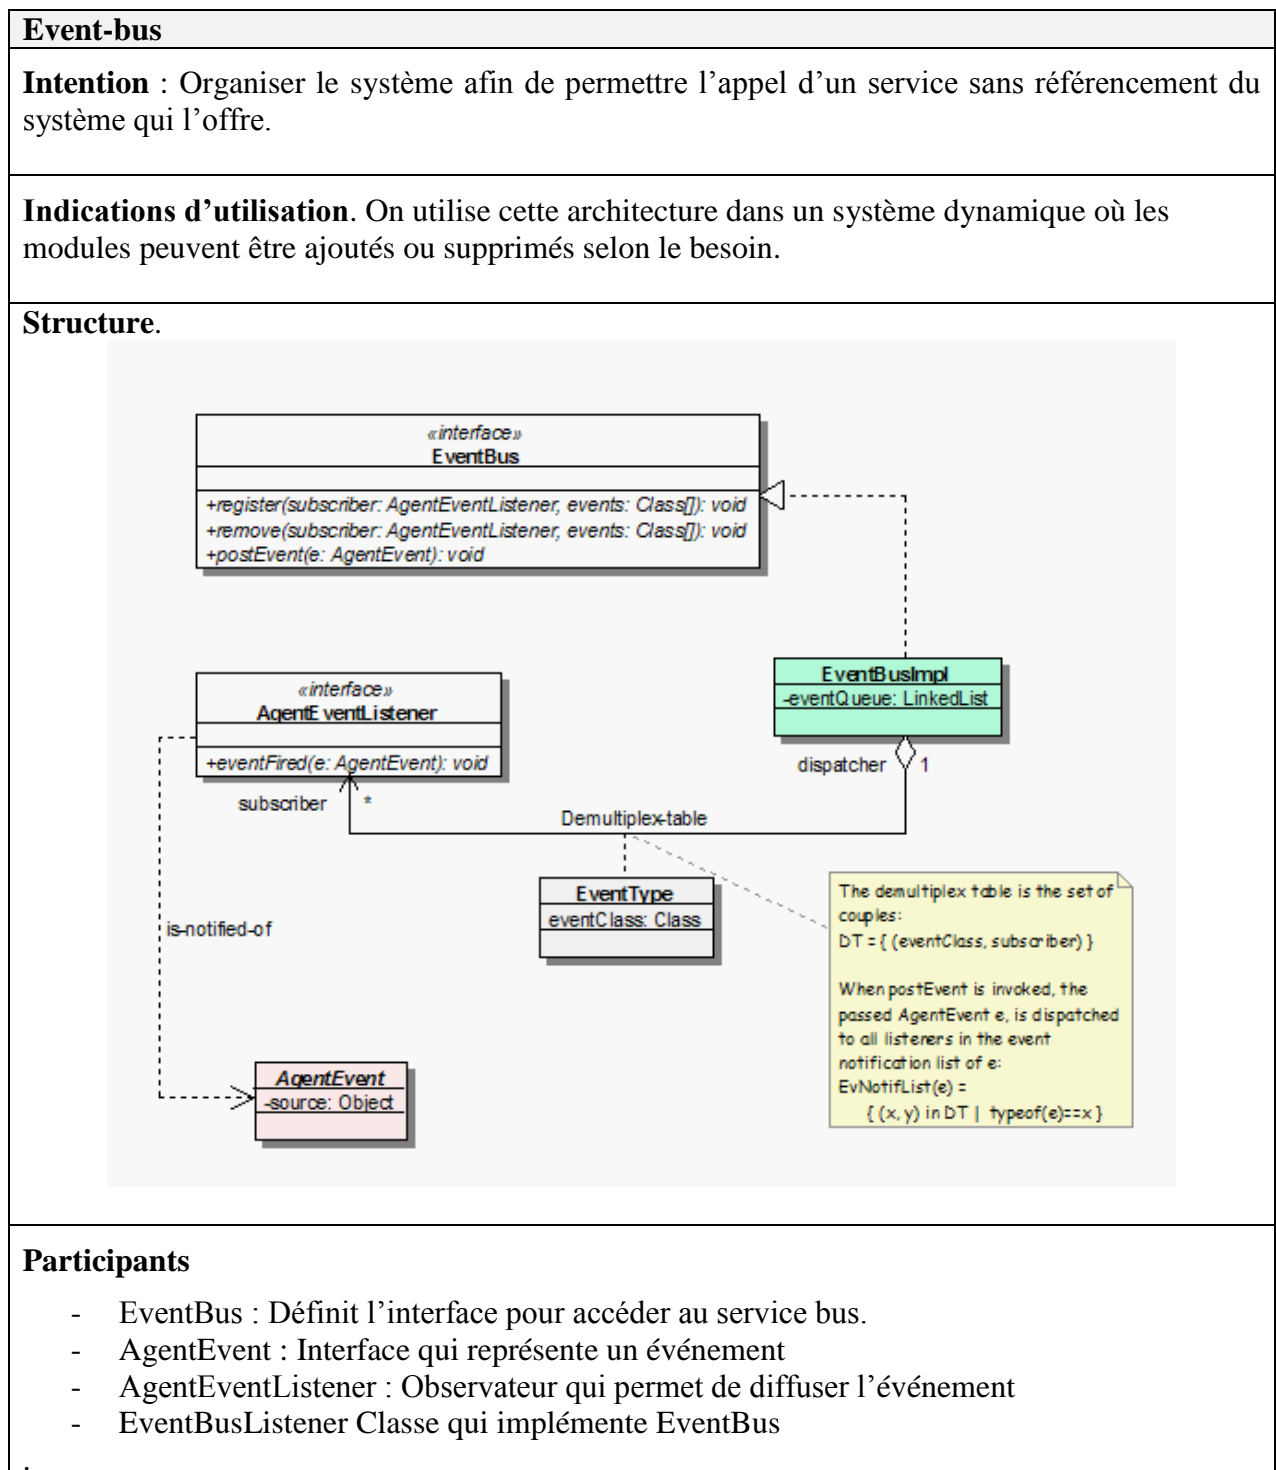 Event-bus
Intention : Organiser le système afin de permettre l’appel d’un service sans référencement du
système qui l’offre.
Indications d’utilisation. On utilise cette architecture dans un système dynamique où les
modules peuvent être ajoutés ou supprimés selon le besoin.
Structure.
«interface»
EventBus
+register(subscriber: AgentEventListener, events: Class[]): void
+remove(subscriber: AgentEventListener, events: Class[]): void
+postEvent(e: AgentEvent): void
EventBusImpl
-eventQueue: LinkedList
«interface»
AgentEventListener
+eventFired(e: AgentEvent): void
dispatcher 1
subscriber *
Demultiplex-table
EventType
eventClass: Class
is-notified-of
The demultiplex table is the set of
couples:
DT = { (eventClass, subscriber) }
When postEvent is invoked, the
passed AgentEvent e, is dispatched
to all listeners in the event
notification list of e:
EvNotifList(e) =
{ (x, y) in DT | typeof(e)==x }
AgentEvent
-source: Object
Participants
- EventBus : Définit l’interface pour accéder au service bus.
- AgentEvent : Interface qui représente un événement
- AgentEventListener : Observateur qui permet de diffuser l’événement
- EventBusListener Classe qui implémente EventBus
.